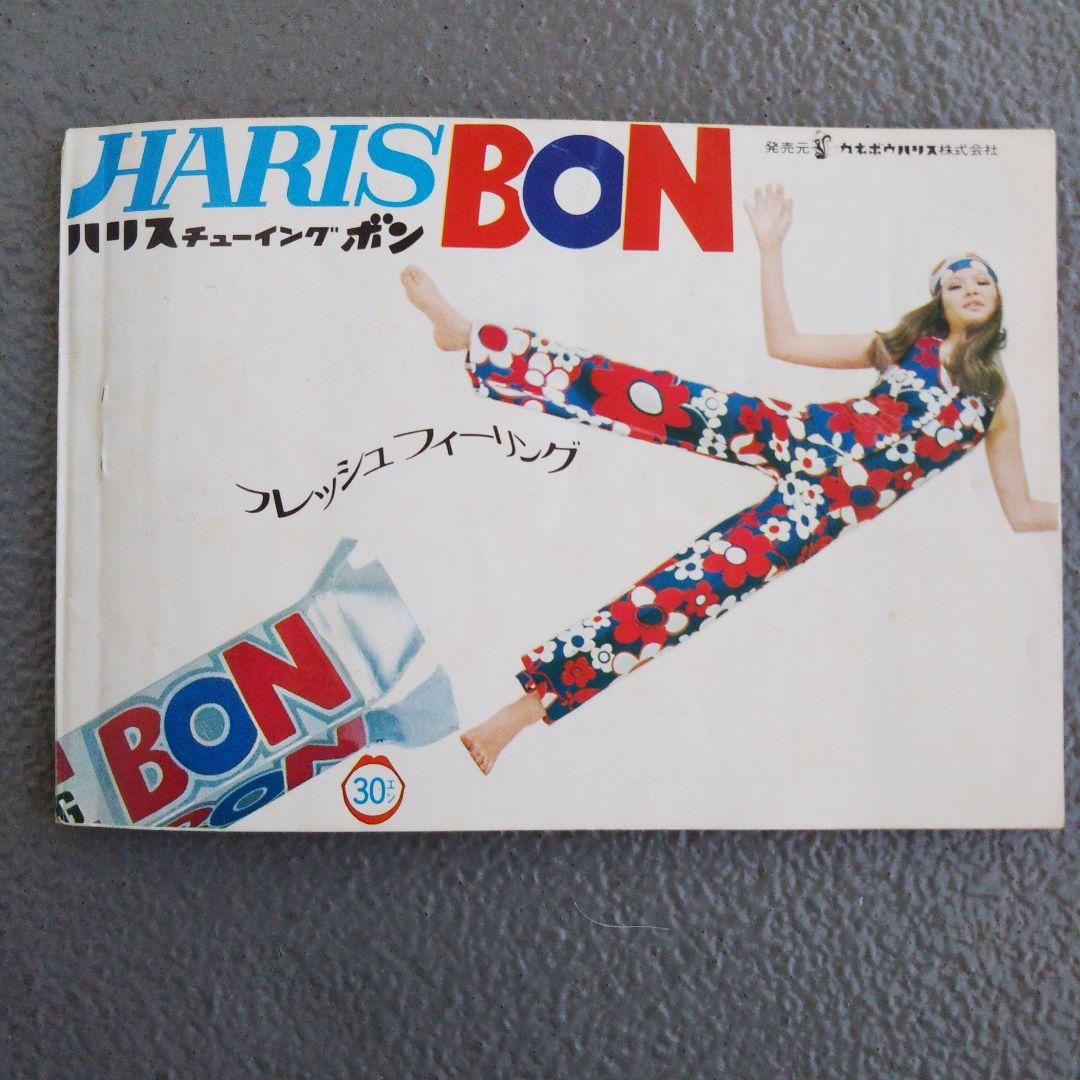 HARIS BON
発売元 カネボウハリス株式会社
ハリスチューイングボン
フレッシュフィーリング
BON
BON
G
30エン